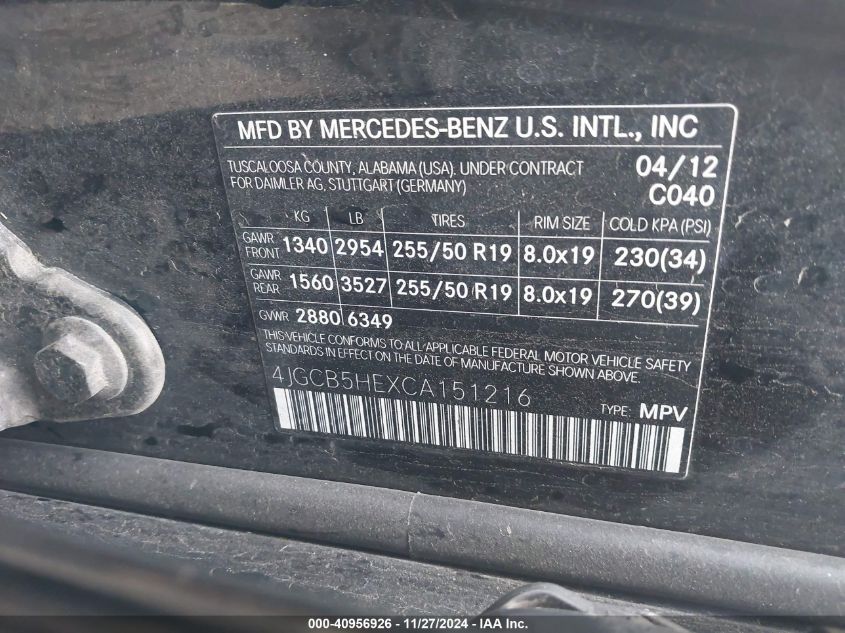 MFD BY MERCEDES-BENZ U.S. INTL., INC
TUSCALOOSA COUNTY, ALABAMA (USA). UNDER CONTRACT
FOR DAIMLER AG, STUTTGART (GERMANY)
04/12
C040
KG LB TIRES RIM SIZE COLD KPA (PSI)
GAWR FRONT 1340 2954 255/50 R19 8.0x19 230(34)
GAWR REAR 1560 3527 255/50 R19 8.0x19 270(39)
GVWR 2880 6349
THIS VEHICLE CONFORMS TO ALL APPLICABLE FEDERAL MOTOR VEHICLE SAFETY
STANDARDS IN EFFECT ON THE DATE OF MANUFACTURE SHOWN ABOVE.
4JGCB5HEXCA151216
TYPE: MPV
000-40956926 - 11/27/2024 - IAA Inc.